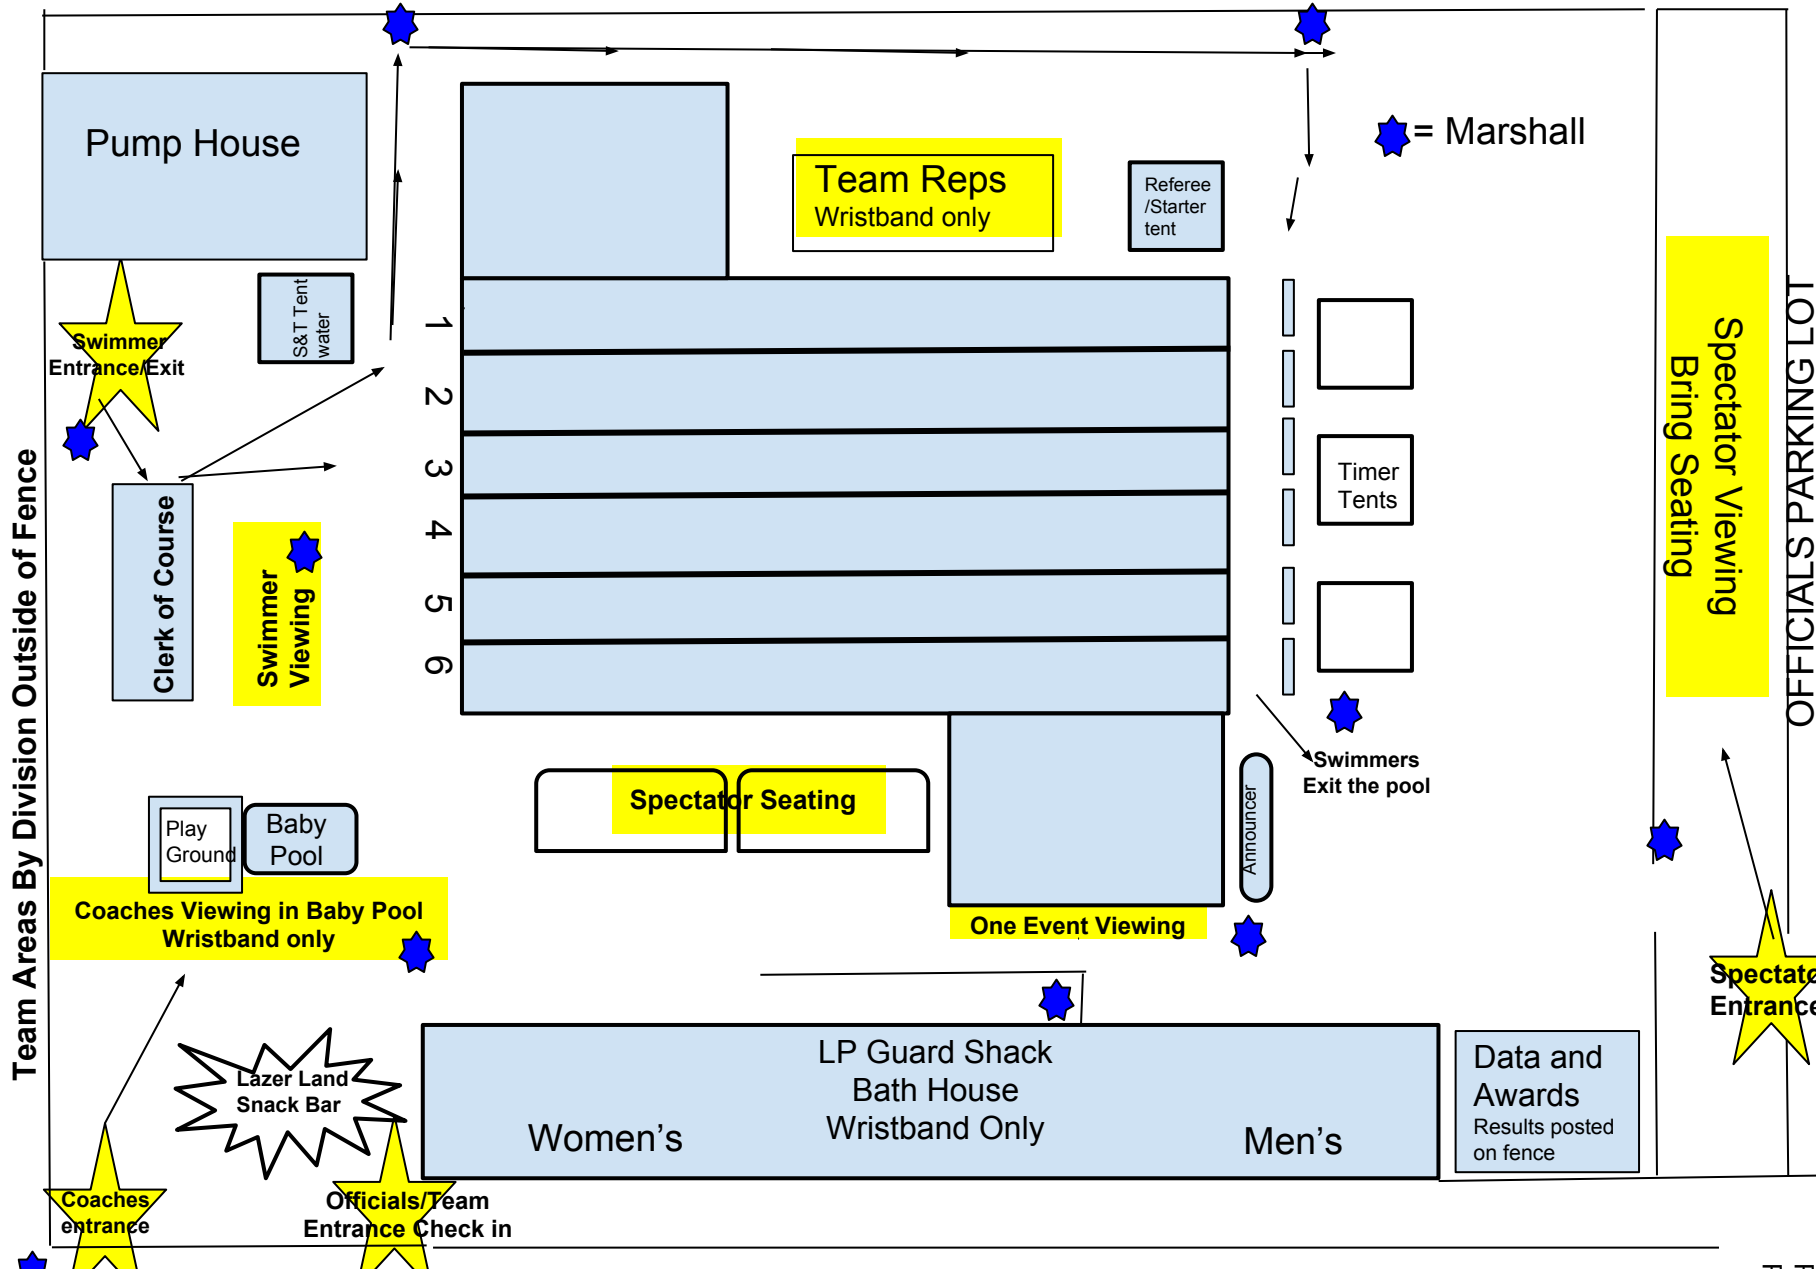 Pump House
= Marshall
Team Reps
Wristband only
Referee
/Starter
tent
S&T Tent
water
Swimmer
Entrance/Exit
1
2
3
4
5
6
Timer
Tents
Spectator Viewing
Bring Seating
OFFICIALS PARKING LOT
Team Areas By Division Outside of Fence
Clerk of Course
Swimmer
Viewing
Swimmers
Exit the pool
Spectator Seating
Announcer
Play
Ground
Baby
Pool
Coaches Viewing in Baby Pool
Wristband only
One Event Viewing
Spectato
Entrance
Lazer Land
Snack Bar
LP Guard Shack
Bath House
Wristband Only
Women's
Men's
Data and
Awards
Results posted
on fence
Coaches
entrance
Officials/Team
Entrance Check in